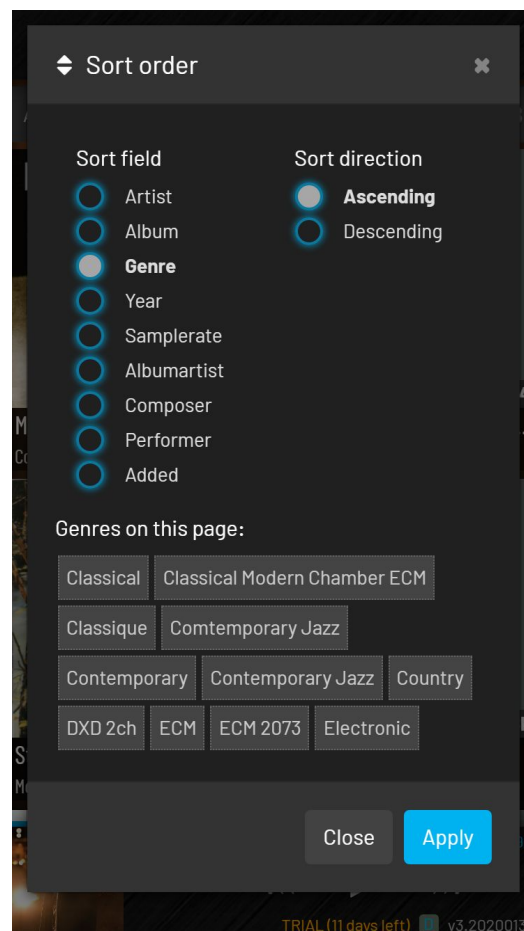 Sort order
Sort field
Sort direction
Artist
Ascending
Album
Descending
Genre
Year
Samplerate
Albumartist
Composer
Performer
Added
Genres on this page:
Classical Classical Modern Chamber ECM
Classique Comtemporary Jazz
Contemporary Contemporary Jazz Country
DXD 2ch ECM ECM 2073 Electronic
Close Apply
TRIAL (11 days left) v3.2020013